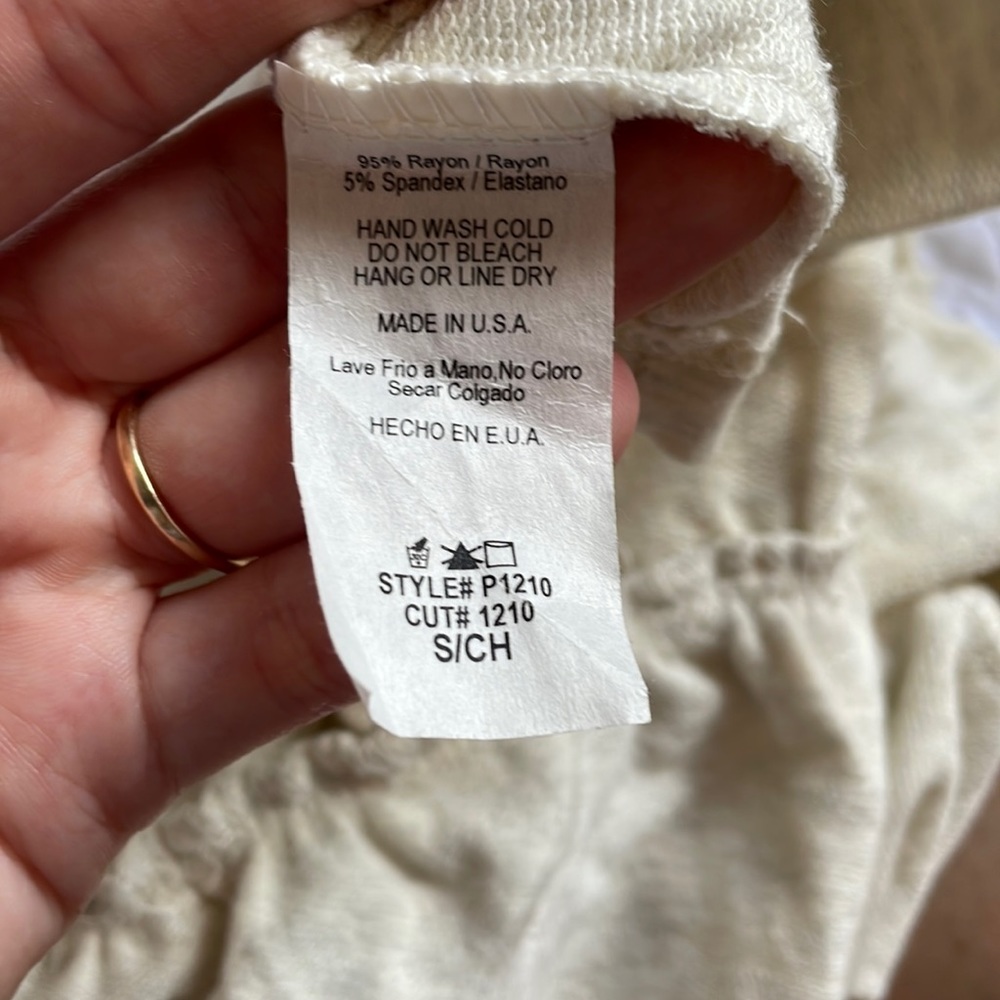 95% Rayon / Rayon
5% Spandex / Elastano
HAND WASH COLD
DO NOT BLEACH
HANG OR LINE DRY
MADE IN U.S.A.
Lave Frio a Mano,No Cloro
Secar Colgado
HECHO EN E.U.A.
STYLE# P1210
CUT# 1210
S/CH